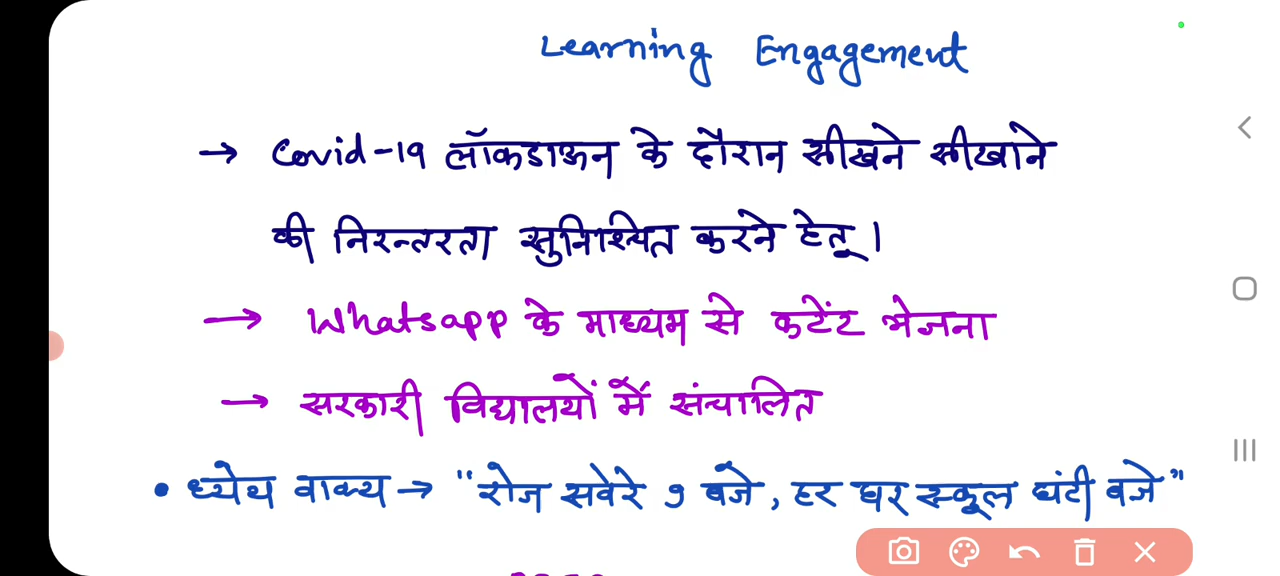 Learning Engagement
→ Covid-19 लॉकडाऊन के दौरान सीखने सीखाने
की निरन्तरता सुनिश्चित करने हेतू।
→ Whatsapp के माध्यम से कटेंट भेजना
→ सरकारी विद्यालयों में संचालित
• ध्येय वाक्य → "रोज सवेरे 9 बजे, हर घर स्कूल घंटी बजे"